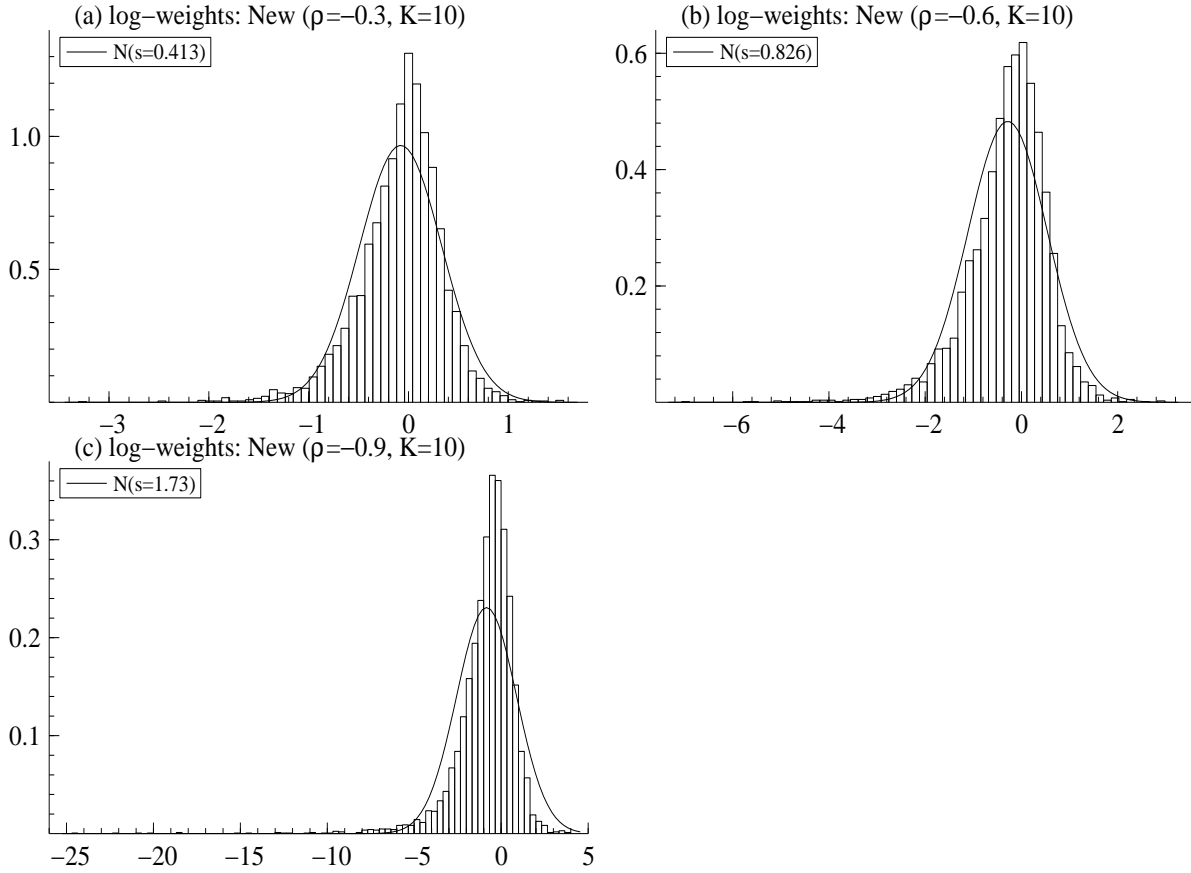 (a) log−weights: New (ρ=−0.3, K=10)
N(s=0.413)
1.0
0.5
−3 −2 −1 0 1
(b) log−weights: New (ρ=−0.6, K=10)
N(s=0.826)
0.6
0.4
0.2
−6 −4 −2 0 2
(c) log−weights: New (ρ=−0.9, K=10)
N(s=1.73)
0.3
0.2
0.1
−25 −20 −15 −10 −5 0 5